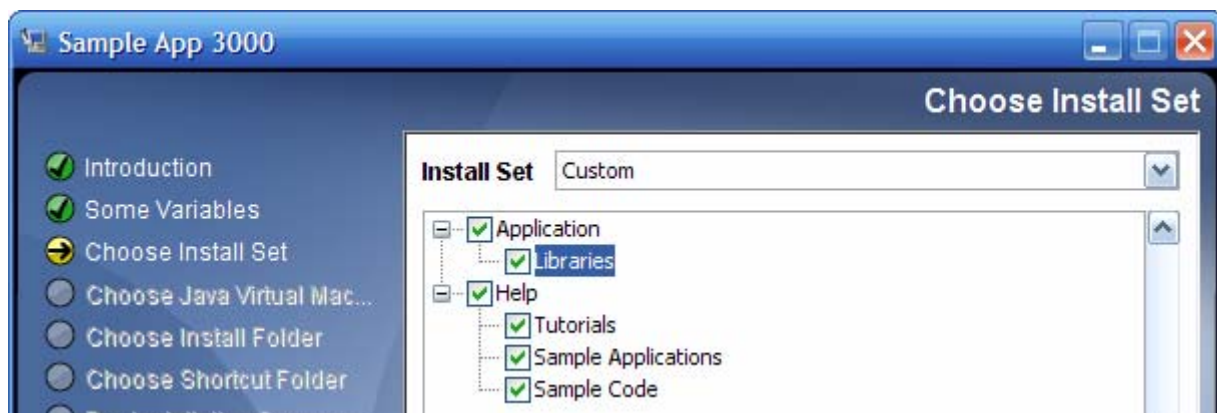 Sample App 3000
Choose Install Set
Introduction
Some Variables
Choose Install Set
Choose Java Virtual Mac...
Choose Install Folder
Choose Shortcut Folder
Install Set Custom
Application
Libraries
Help
Tutorials
Sample Applications
Sample Code